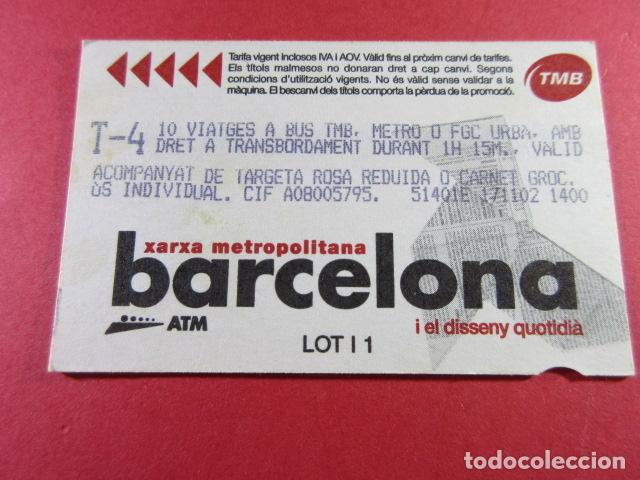 Tarifa vigent inclosos IVA I AOV. Vàlid fins al pròxim canvi de tarifes.
Els títols malmesos no donaran dret a cap canvi. Segons
condicions d'utilització vigents. No és vàlid sense validar a la
màquina. El bescanvi dels títols comporta la pèrdua de la promoció.
TMB
T-4 10 VIATGES A BUS TMB, METRO O FGC URBA, AMB
DRET A TRANSBORDAMENT DURANT 1H 15M., VALID
ACOMPANYAT DE TARGETA ROSA REDUIDA O CARNET GROC.
US INDIVIDUAL. CIF A08005795. 51401E 171102 1400
xarxa metropolitana
barcelona
ATM
i el disseny quotidià
LOT I 1
todocoleccion.net